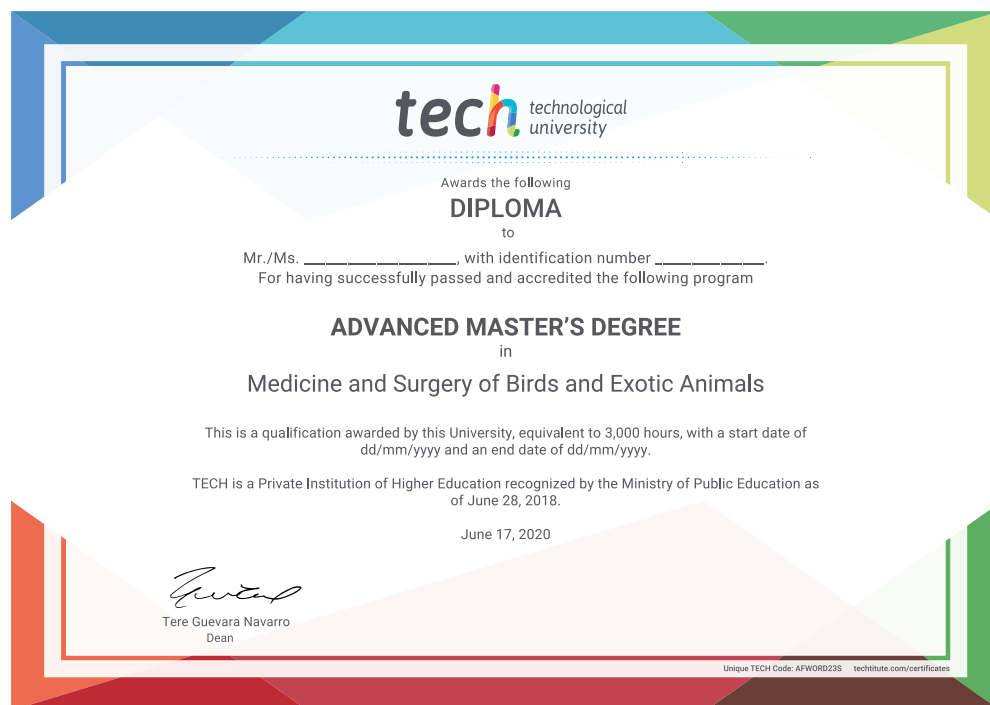 tech technological
university
Awards the following
DIPLOMA
to
Mr./Ms. ____________________, with identification number ______________.
For having successfully passed and accredited the following program
ADVANCED MASTER'S DEGREE
in
Medicine and Surgery of Birds and Exotic Animals
This is a qualification awarded by this University, equivalent to 3,000 hours, with a start date of
dd/mm/yyyy and an end date of dd/mm/yyyy.
TECH is a Private Institution of Higher Education recognized by the Ministry of Public Education as
of June 28, 2018.
June 17, 2020
Tere Guevara Navarro
Dean
Unique TECH Code: AFWORD23S techtitute.com/certificates